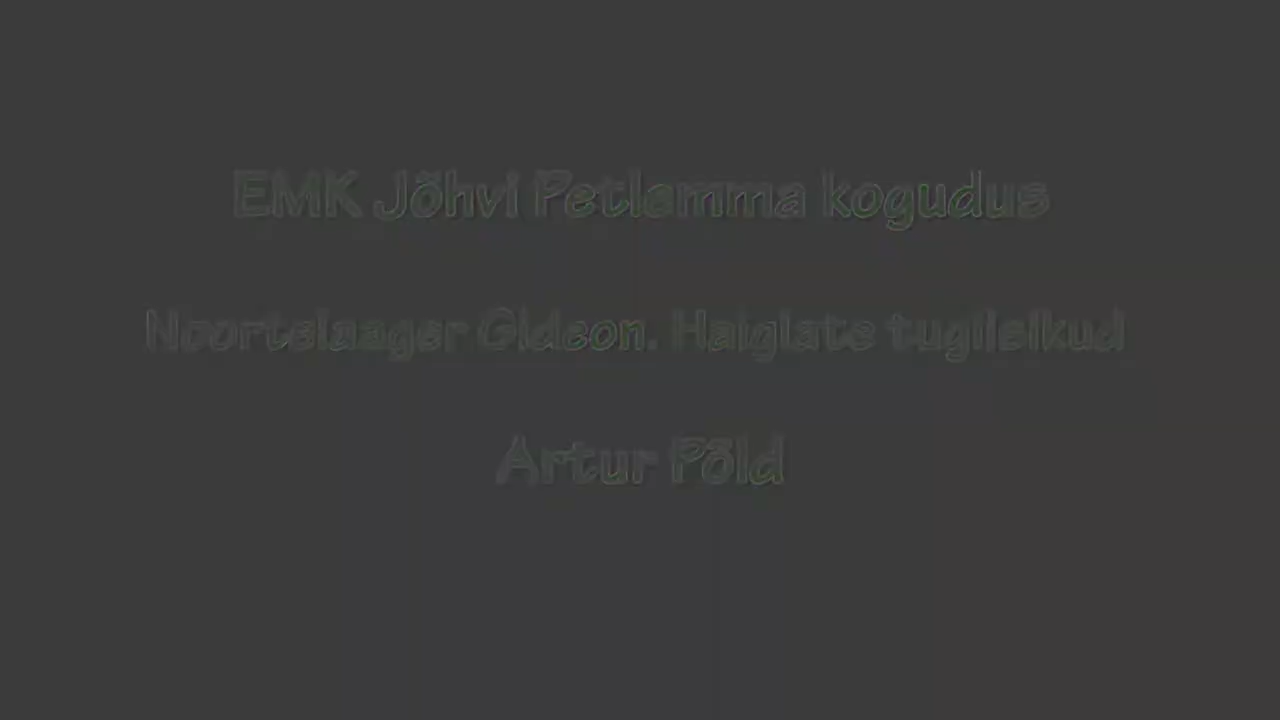 EMK Jõhvi Petlemma kogudus
Noortelaager Gideon. Haiglate tugiisikud
Artur Põld